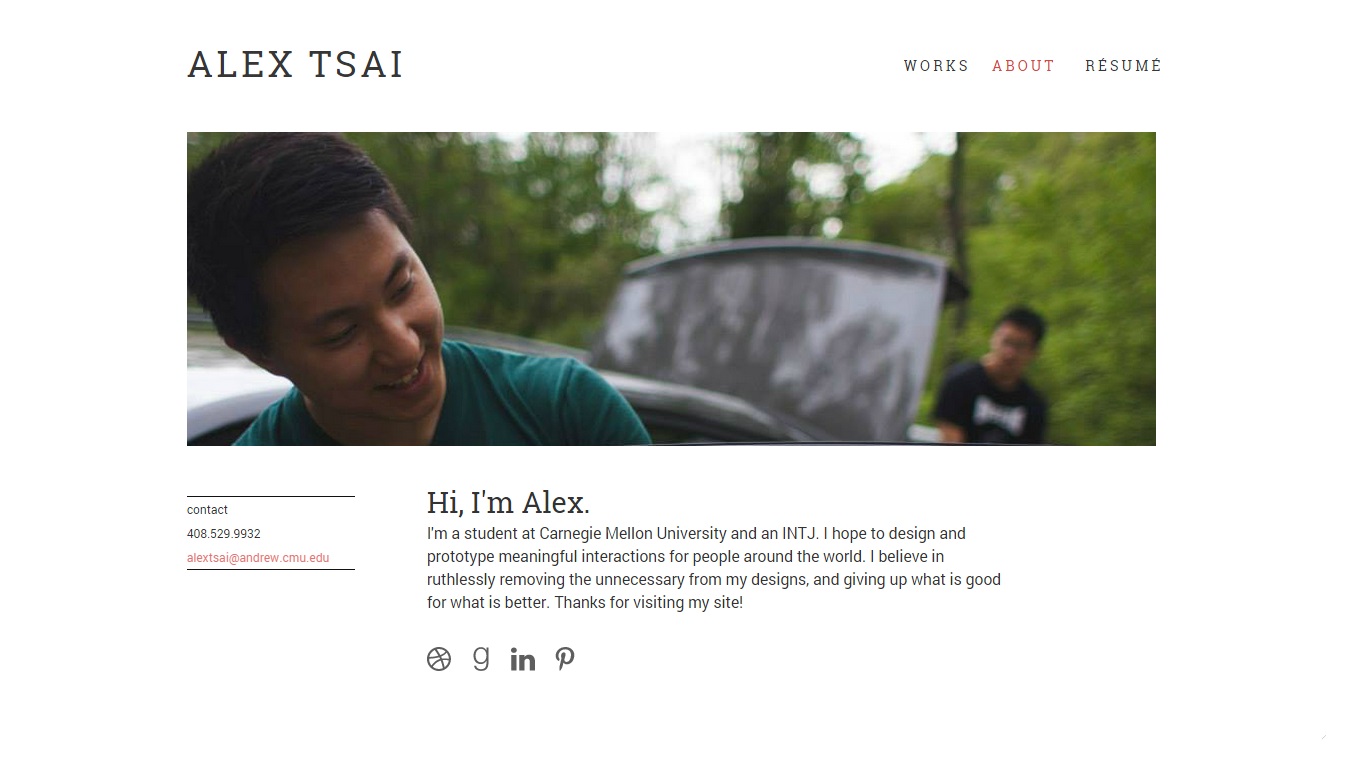 ALEX TSAI
WORKS ABOUT RÉSUMÉ
contact
408.529.9932
alextsai@andrew.cmu.edu
Hi, I'm Alex.
I'm a student at Carnegie Mellon University and an INTJ. I hope to design and
prototype meaningful interactions for people around the world. I believe in
ruthlessly removing the unnecessary from my designs, and giving up what is good
for what is better. Thanks for visiting my site!